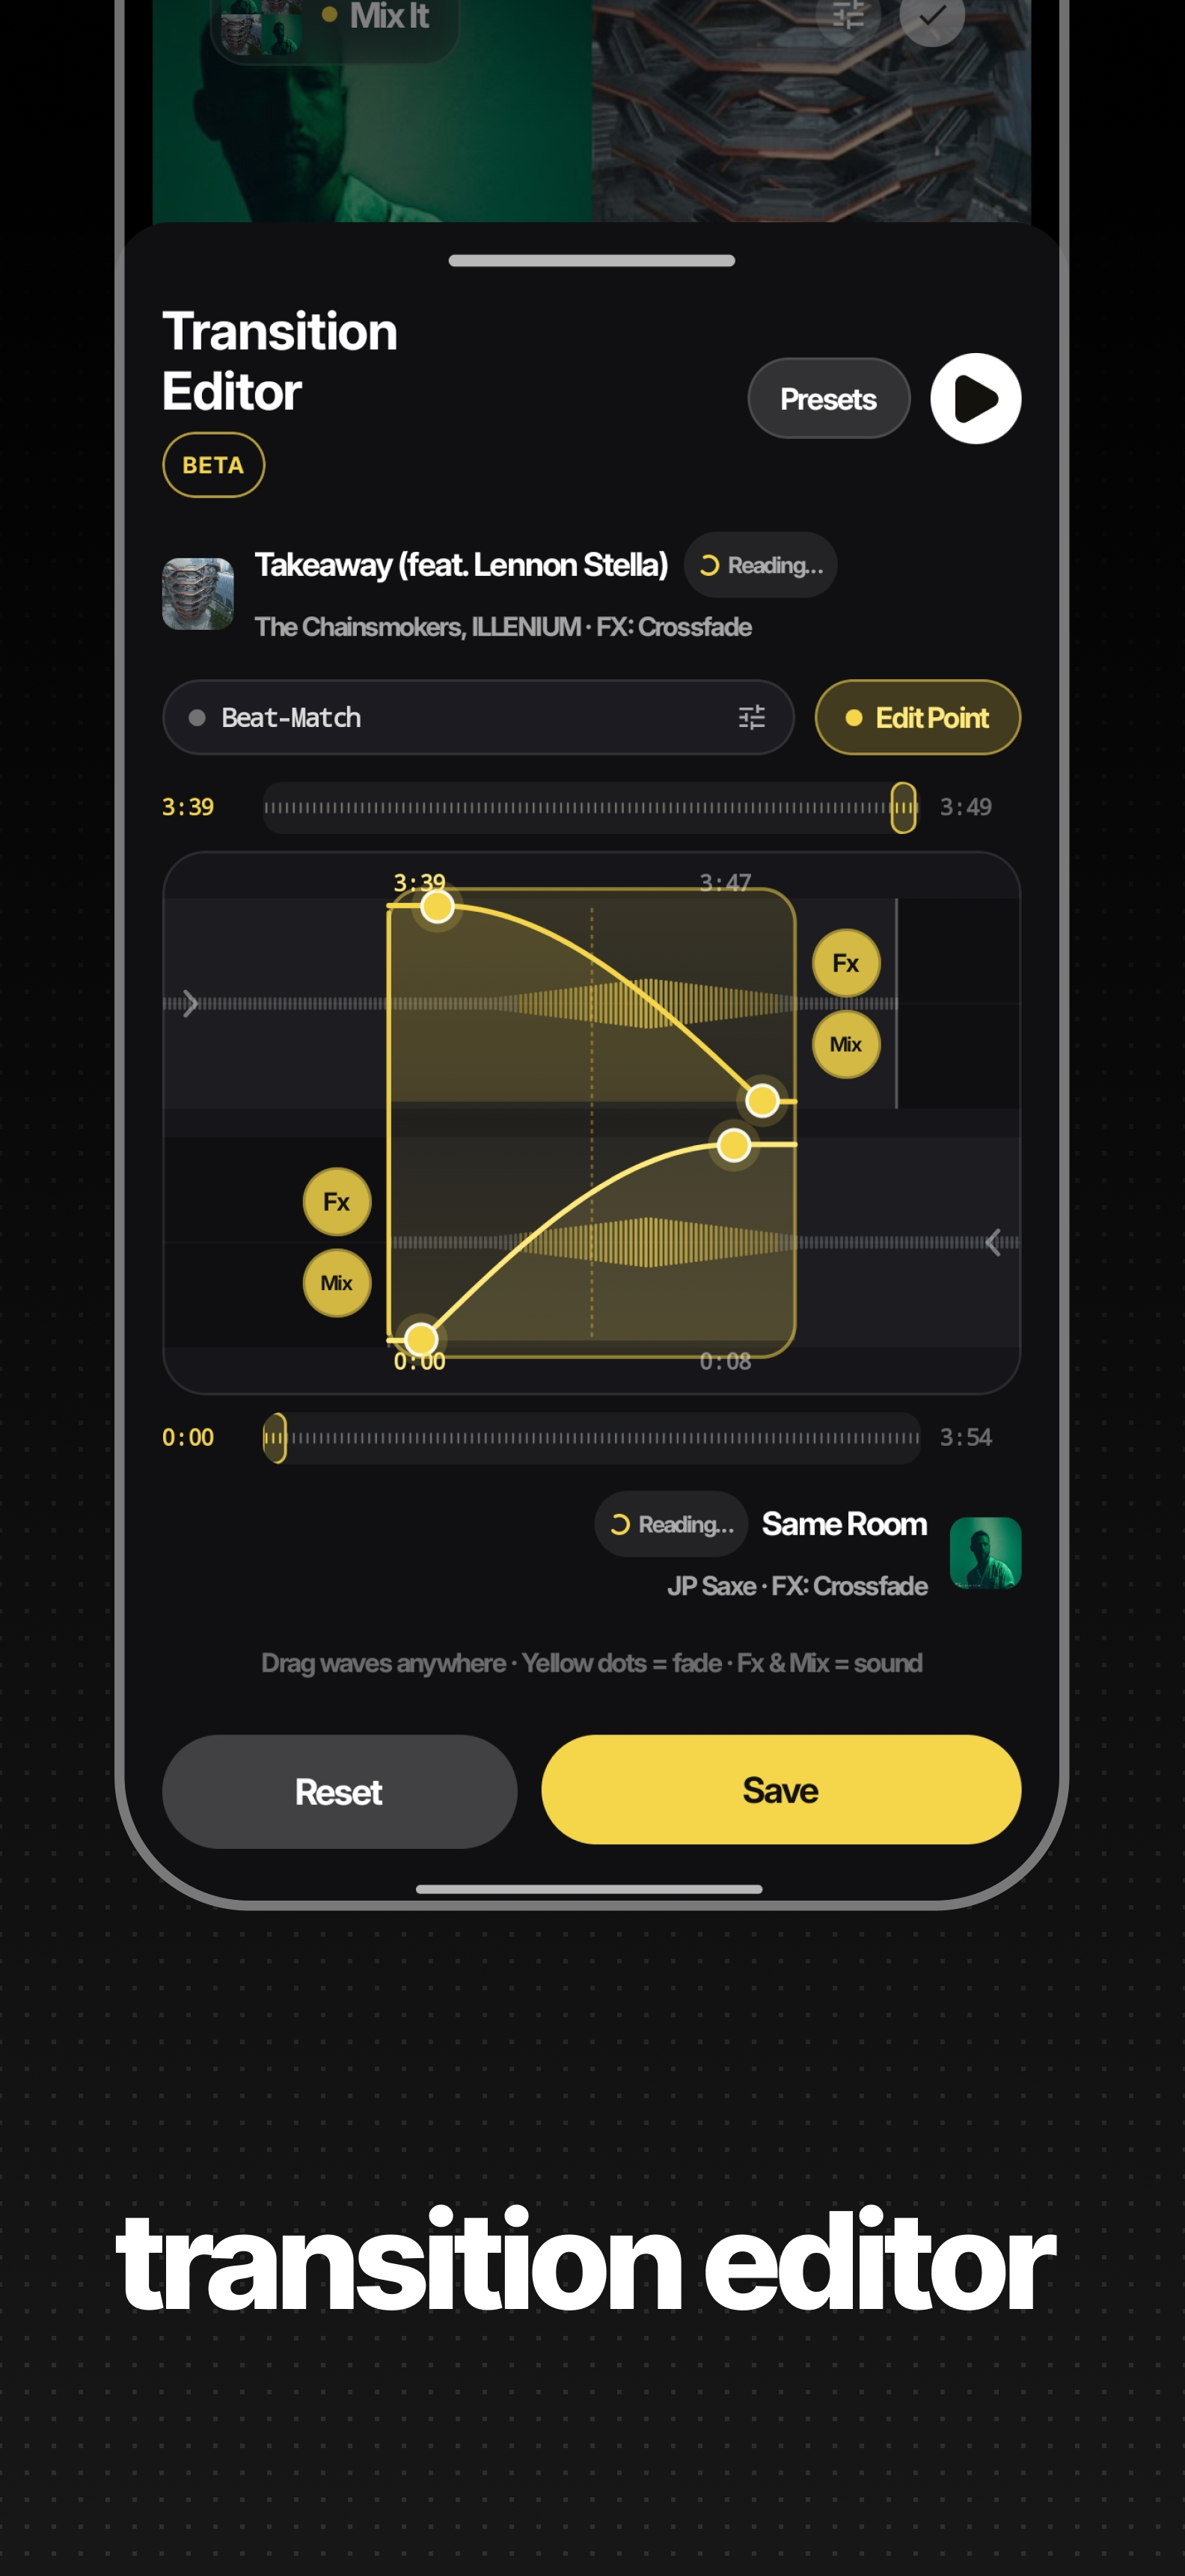 Mix It
Transition
Editor
BETA
Presets
Takeaway (feat. Lennon Stella)
Reading...
The Chainsmokers, ILLENIUM · FX: Crossfade
Beat-Match
Edit Point
3:39
3:49
3:39
3:47
Fx
Mix
Fx
Mix
0:00
0:08
0:00
3:54
Reading...
Same Room
JP Saxe · FX: Crossfade
Drag waves anywhere · Yellow dots = fade · Fx & Mix = sound
Reset
Save
transition editor